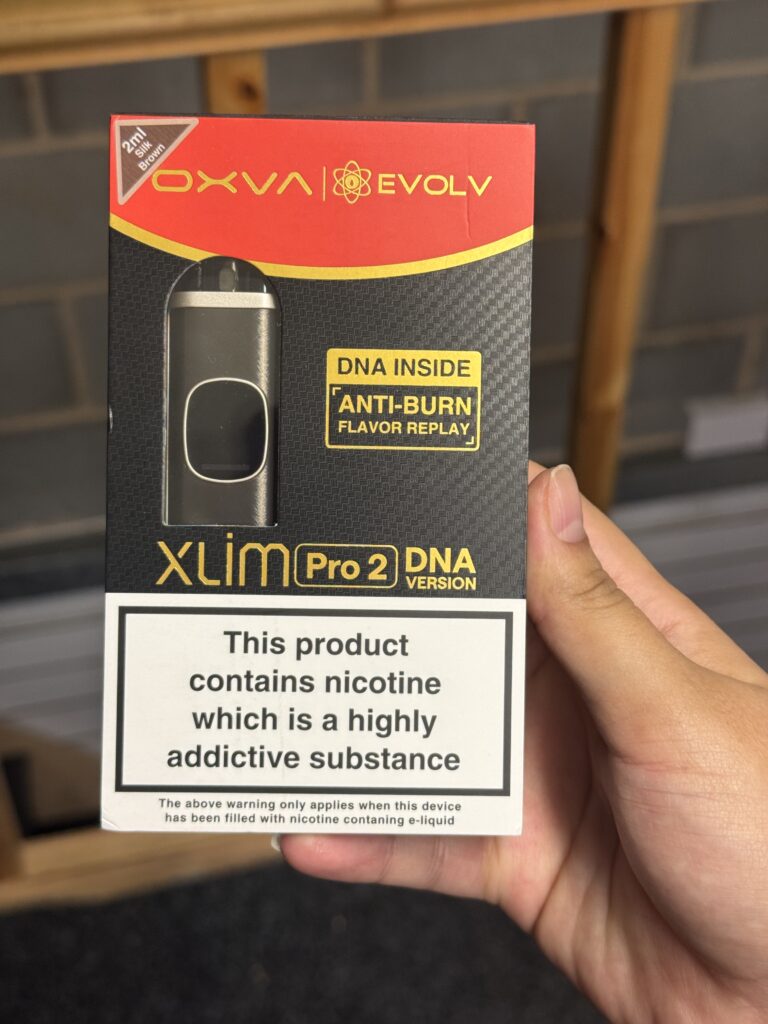 2ml
Silk
Brown
OXVA | EVOLV
DNA INSIDE
ANTI-BURN
FLAVOR REPLAY
XLIM Pro 2 DNA
VERSION
This product
contains nicotine
which is a highly
addictive substance
The above warning only applies when this device
has been filled with nicotine contaning e-liquid